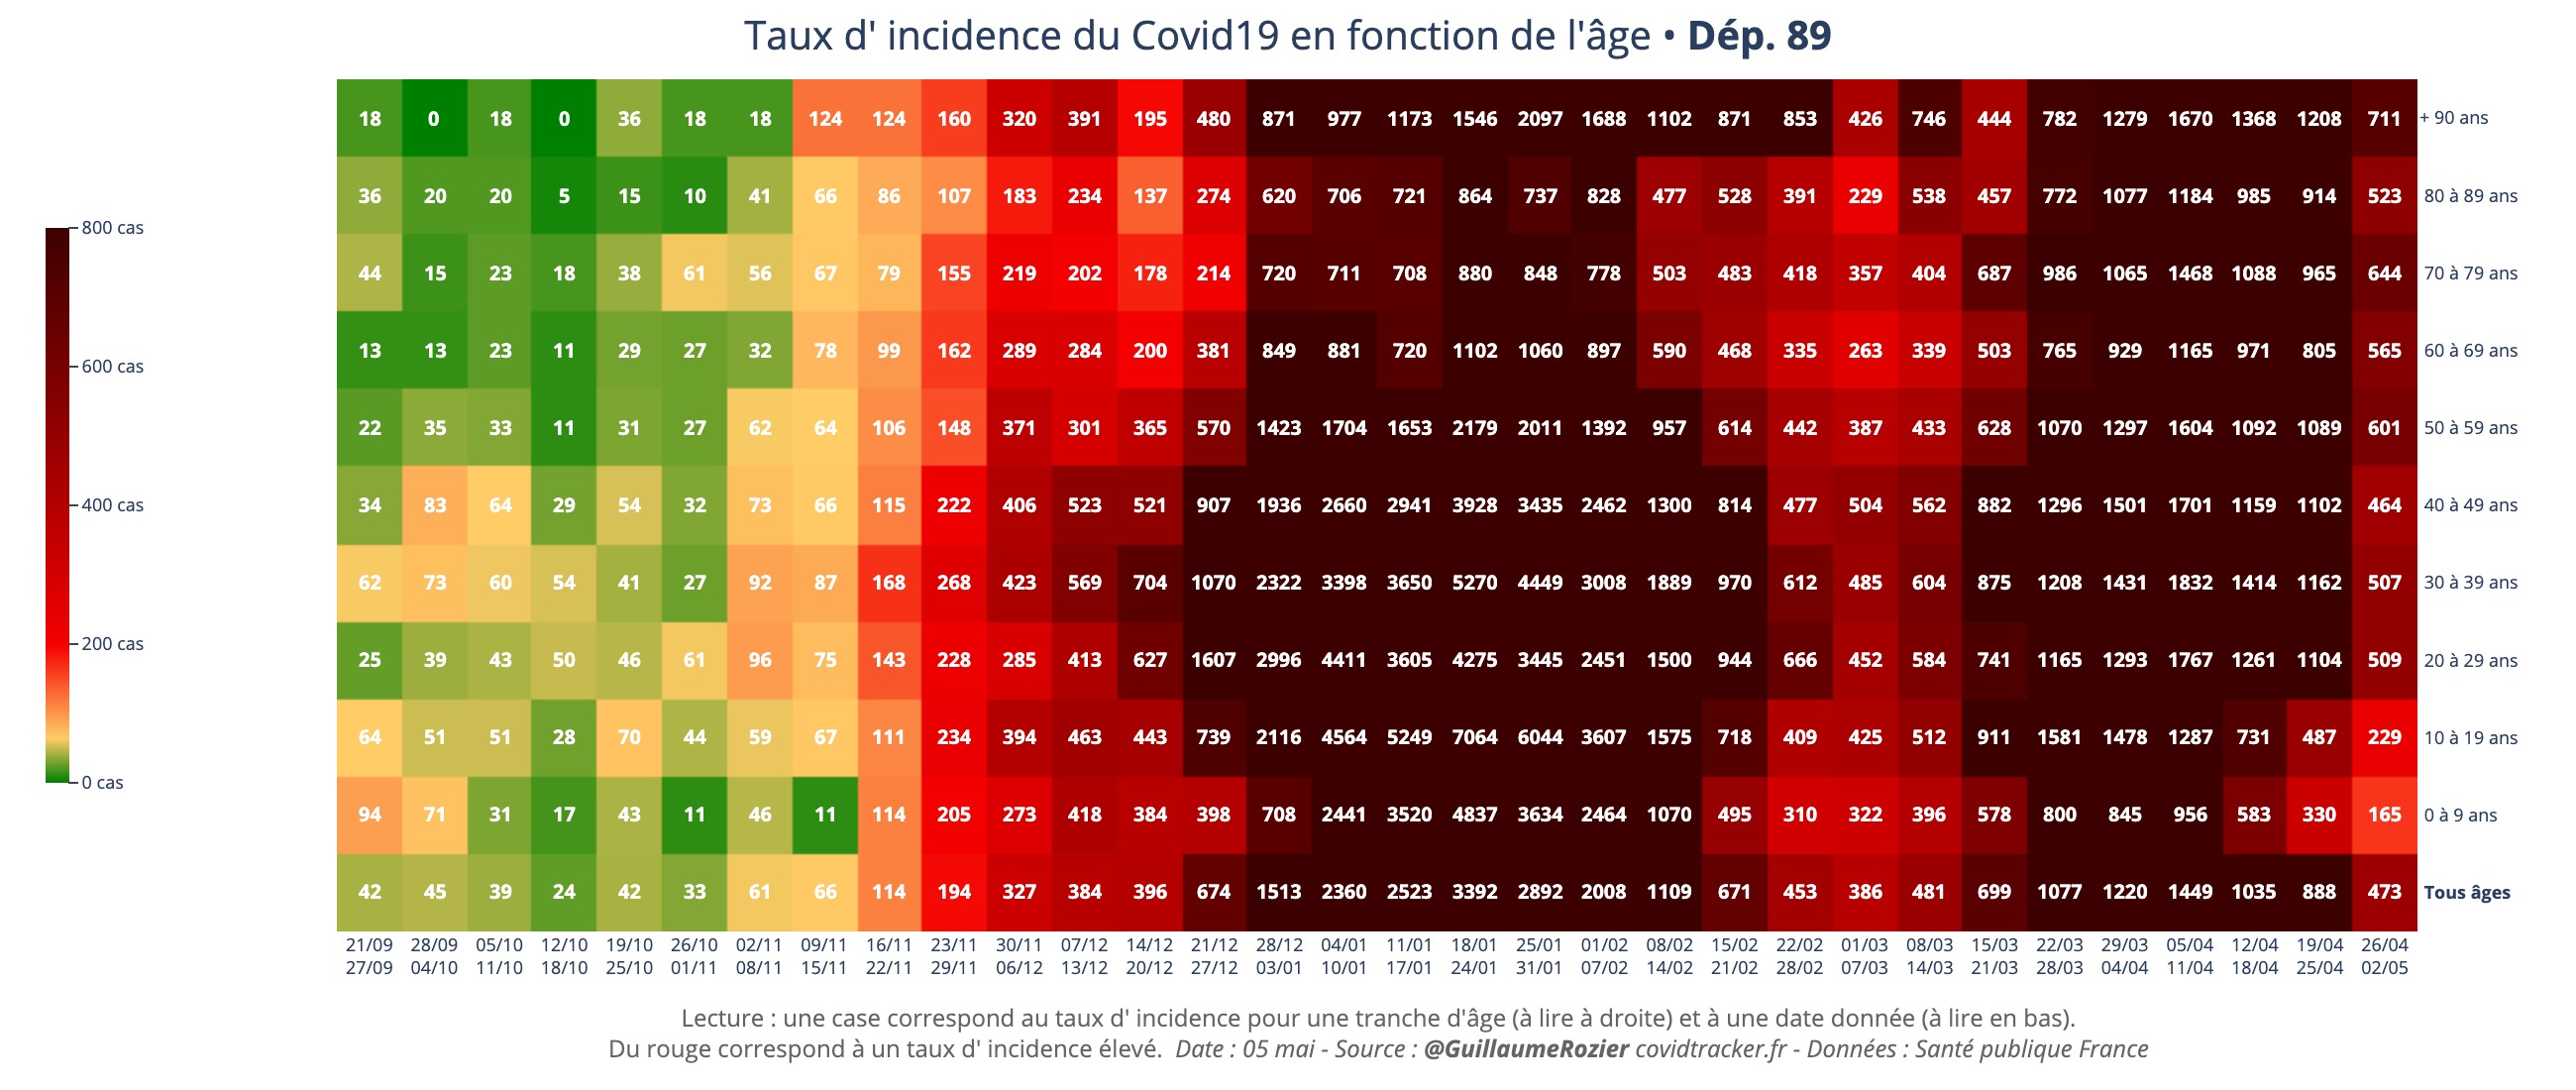 Taux d' incidence du Covid19 en fonction de l'âge • Dép. 89
18 0 18 0 36 18 18 124 124 160 320 391 195 480 871 977 1173 1546 2097 1688 1102 871 853 426 746 444 782 1279 1670 1368 1208 711 + 90 ans
36 20 20 5 15 10 41 66 86 107 183 234 137 274 620 706 721 864 737 828 477 528 391 229 538 457 772 1077 1184 985 914 523 80 à 89 ans
800 cas
44 15 23 18 38 61 56 67 79 155 219 202 178 214 720 711 708 880 848 778 503 483 418 357 404 687 986 1065 1468 1088 965 644 70 à 79 ans
13 13 23 11 29 27 32 78 99 162 289 284 200 381 849 881 720 1102 1060 897 590 468 335 263 339 503 765 929 1165 971 805 565 60 à 69 ans
600 cas
22 35 33 11 31 27 62 64 106 148 371 301 365 570 1423 1704 1653 2179 2011 1392 957 614 442 387 433 628 1070 1297 1604 1092 1089 601 50 à 59 ans
400 cas
34 83 64 29 54 32 73 66 115 222 406 523 521 907 1936 2660 2941 3928 3435 2462 1300 814 477 504 562 882 1296 1501 1701 1159 1102 464 40 à 49 ans
62 73 60 54 41 27 92 87 168 268 423 569 704 1070 2322 3398 3650 5270 4449 3008 1889 970 612 485 604 875 1208 1431 1832 1414 1162 507 30 à 39 ans
200 cas
25 39 43 50 46 61 96 75 143 228 285 413 627 1607 2996 4411 3605 4275 3445 2451 1500 944 666 452 584 741 1165 1293 1767 1261 1104 509 20 à 29 ans
64 51 51 28 70 44 59 67 111 234 394 463 443 739 2116 4564 5249 7064 6044 3607 1575 718 409 425 512 911 1581 1478 1287 731 487 229 10 à 19 ans
0 cas
94 71 31 17 43 11 46 11 114 205 273 418 384 398 708 2441 3520 4837 3634 2464 1070 495 310 322 396 578 800 845 956 583 330 165 0 à 9 ans
42 45 39 24 42 33 61 66 114 194 327 384 396 674 1513 2360 2523 3392 2892 2008 1109 671 453 386 481 699 1077 1220 1449 1035 888 473 Tous âges
21/09 28/09 05/10 12/10 19/10 26/10 02/11 09/11 16/11 23/11 30/11 07/12 14/12 21/12 28/12 04/01 11/01 18/01 25/01 01/02 08/02 15/02 22/02 01/03 08/03 15/03 22/03 29/03 05/04 12/04 19/04 26/04
27/09 04/10 11/10 18/10 25/10 01/11 08/11 15/11 22/11 29/11 06/12 13/12 20/12 27/12 03/01 10/01 17/01 24/01 31/01 07/02 14/02 21/02 28/02 07/03 14/03 21/03 28/03 04/04 11/04 18/04 25/04 02/05
Lecture : une case correspond au taux d' incidence pour une tranche d'âge (à lire à droite) et à une date donnée (à lire en bas).
Du rouge correspond à un taux d' incidence élevé. Date : 05 mai - Source : @GuillaumeRozier covidtracker.fr - Données : Santé publique France